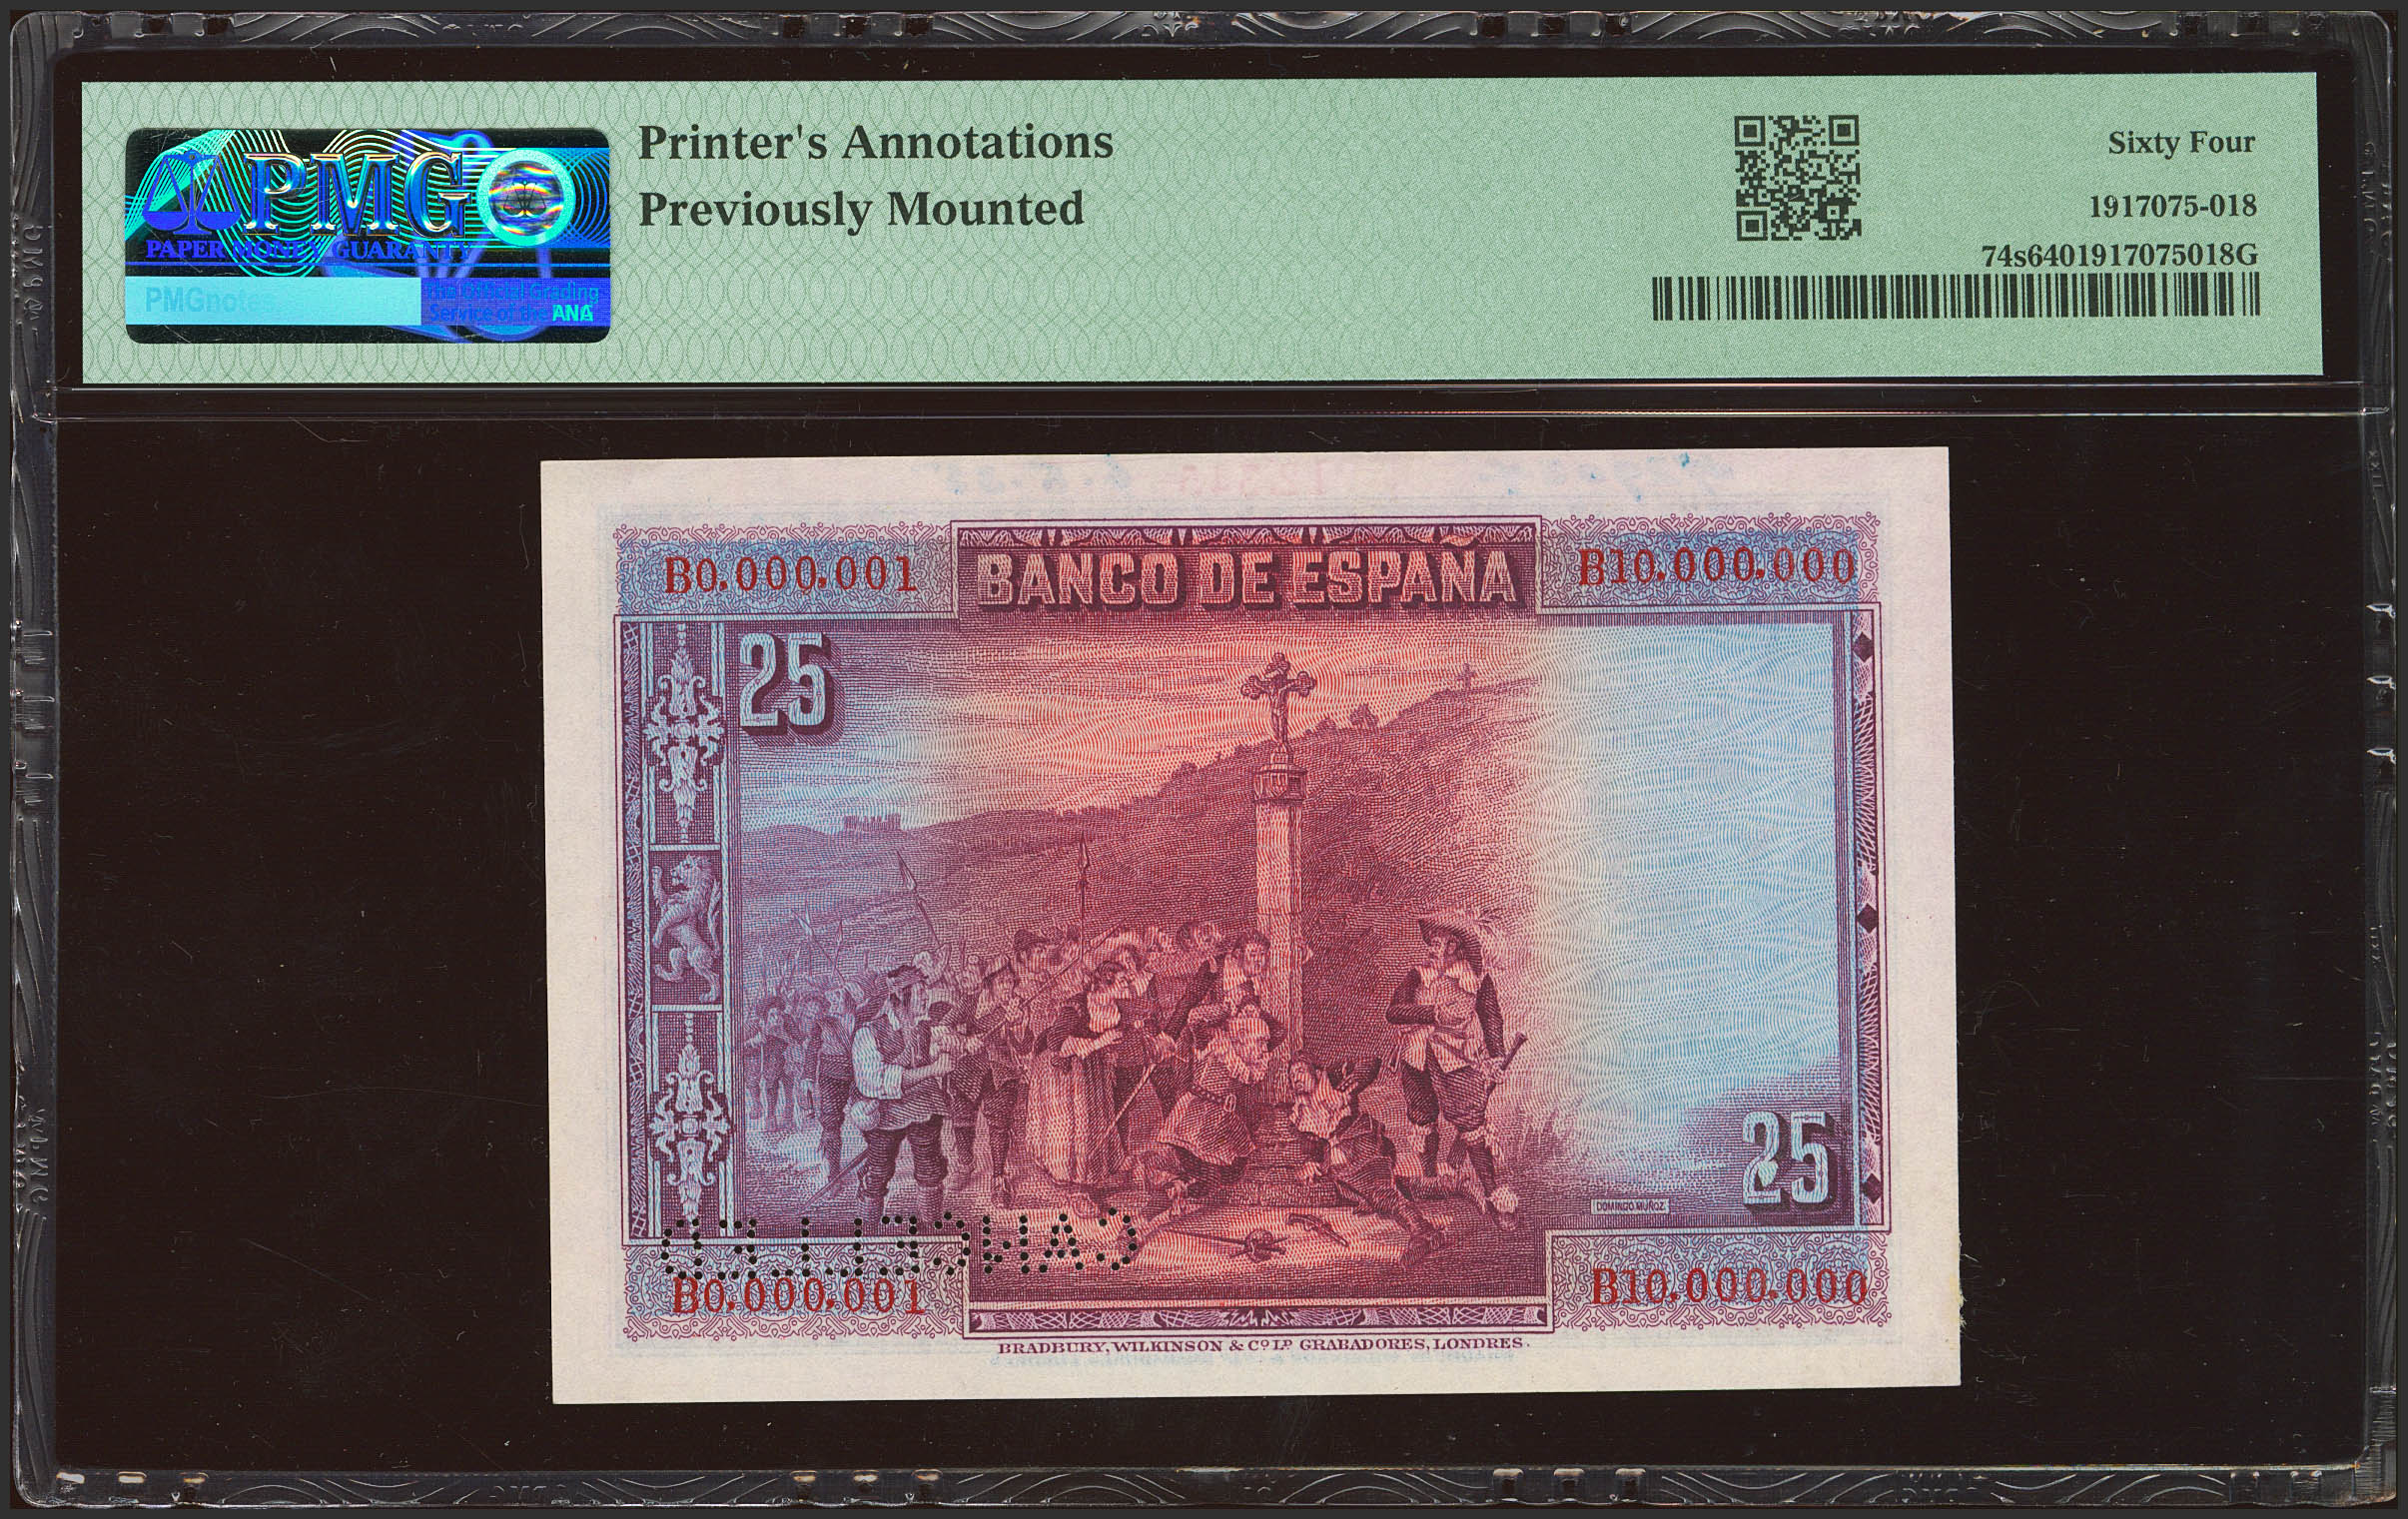 PMG
PAPER MONEY GUARANTY
PMGnotes
The Official Grading
Service of the ANA
Printer's Annotations
Previously Mounted
Sixty Four
1917075-018
74s6401917075018G
B0.000.001 BANCO DE ESPAÑA B10.000.000
25
25
DOMINGO MUÑOZ
CANCELLED
B0.000.001 B10.000.000
BRADBURY, WILKINSON & Cº Lº GRABADORES, LONDRES.